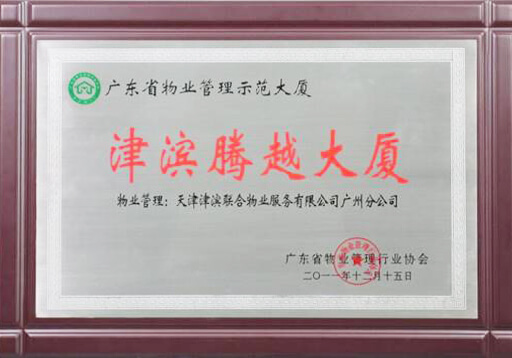 广东省物业管理示范大厦
津滨腾越大厦
物业管理：天津津滨联合物业服务有限公司广州分公司
广东省物业管理行业协会
二〇一一年十二月十五日